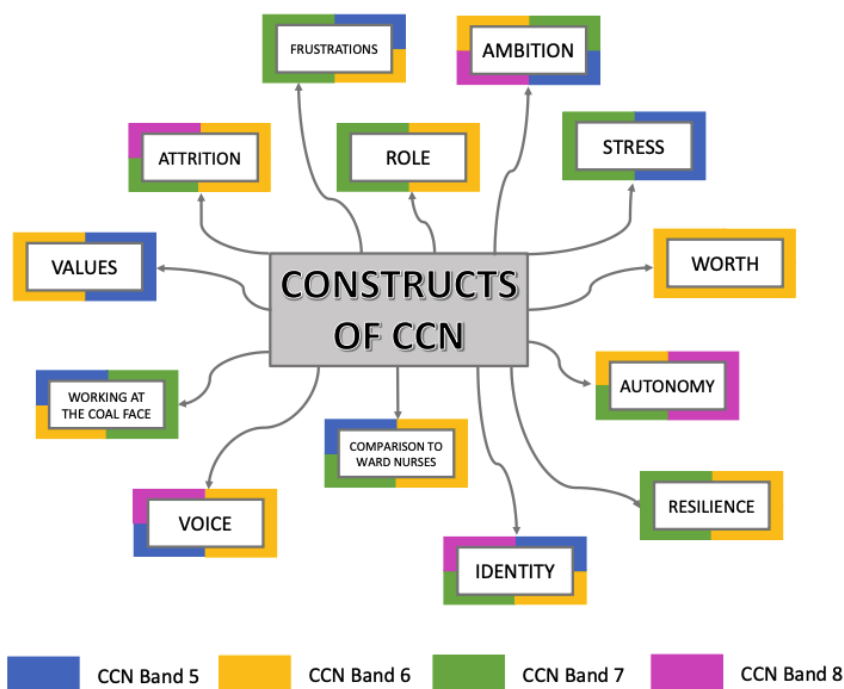 FRUSTRATIONS
AMBITION
ATTRITION
ROLE
STRESS
VALUES
CONSTRUCTS
OF CCN
WORTH
WORKING AT
THE COAL FACE
AUTONOMY
COMPARISON TO
WARD NURSES
VOICE
RESILIENCE
IDENTITY
CCN Band 5
CCN Band 6
CCN Band 7
CCN Band 8